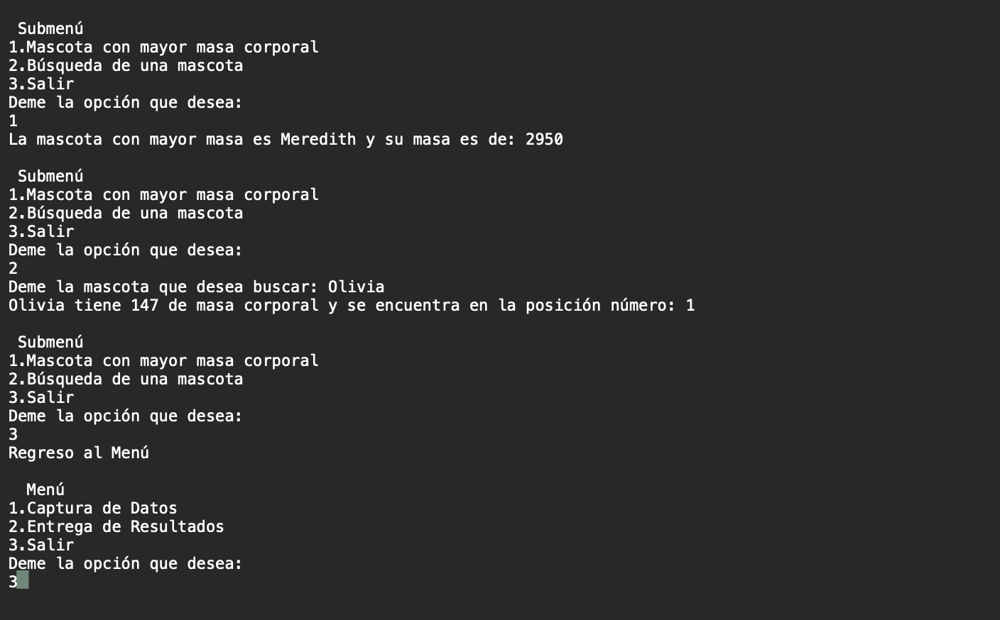 Submenú
1.Mascota con mayor masa corporal
2.Búsqueda de una mascota
3.Salir
Deme la opción que desea:
1
La mascota con mayor masa es Meredith y su masa es de: 2950
Submenú
1.Mascota con mayor masa corporal
2.Búsqueda de una mascota
3.Salir
Deme la opción que desea:
2
Deme la mascota que desea buscar: Olivia
Olivia tiene 147 de masa corporal y se encuentra en la posición número: 1
Submenú
1.Mascota con mayor masa corporal
2.Búsqueda de una mascota
3.Salir
Deme la opción que desea:
3
Regreso al Menú
Menú
1.Captura de Datos
2.Entrega de Resultados
3.Salir
Deme la opción que desea:
3